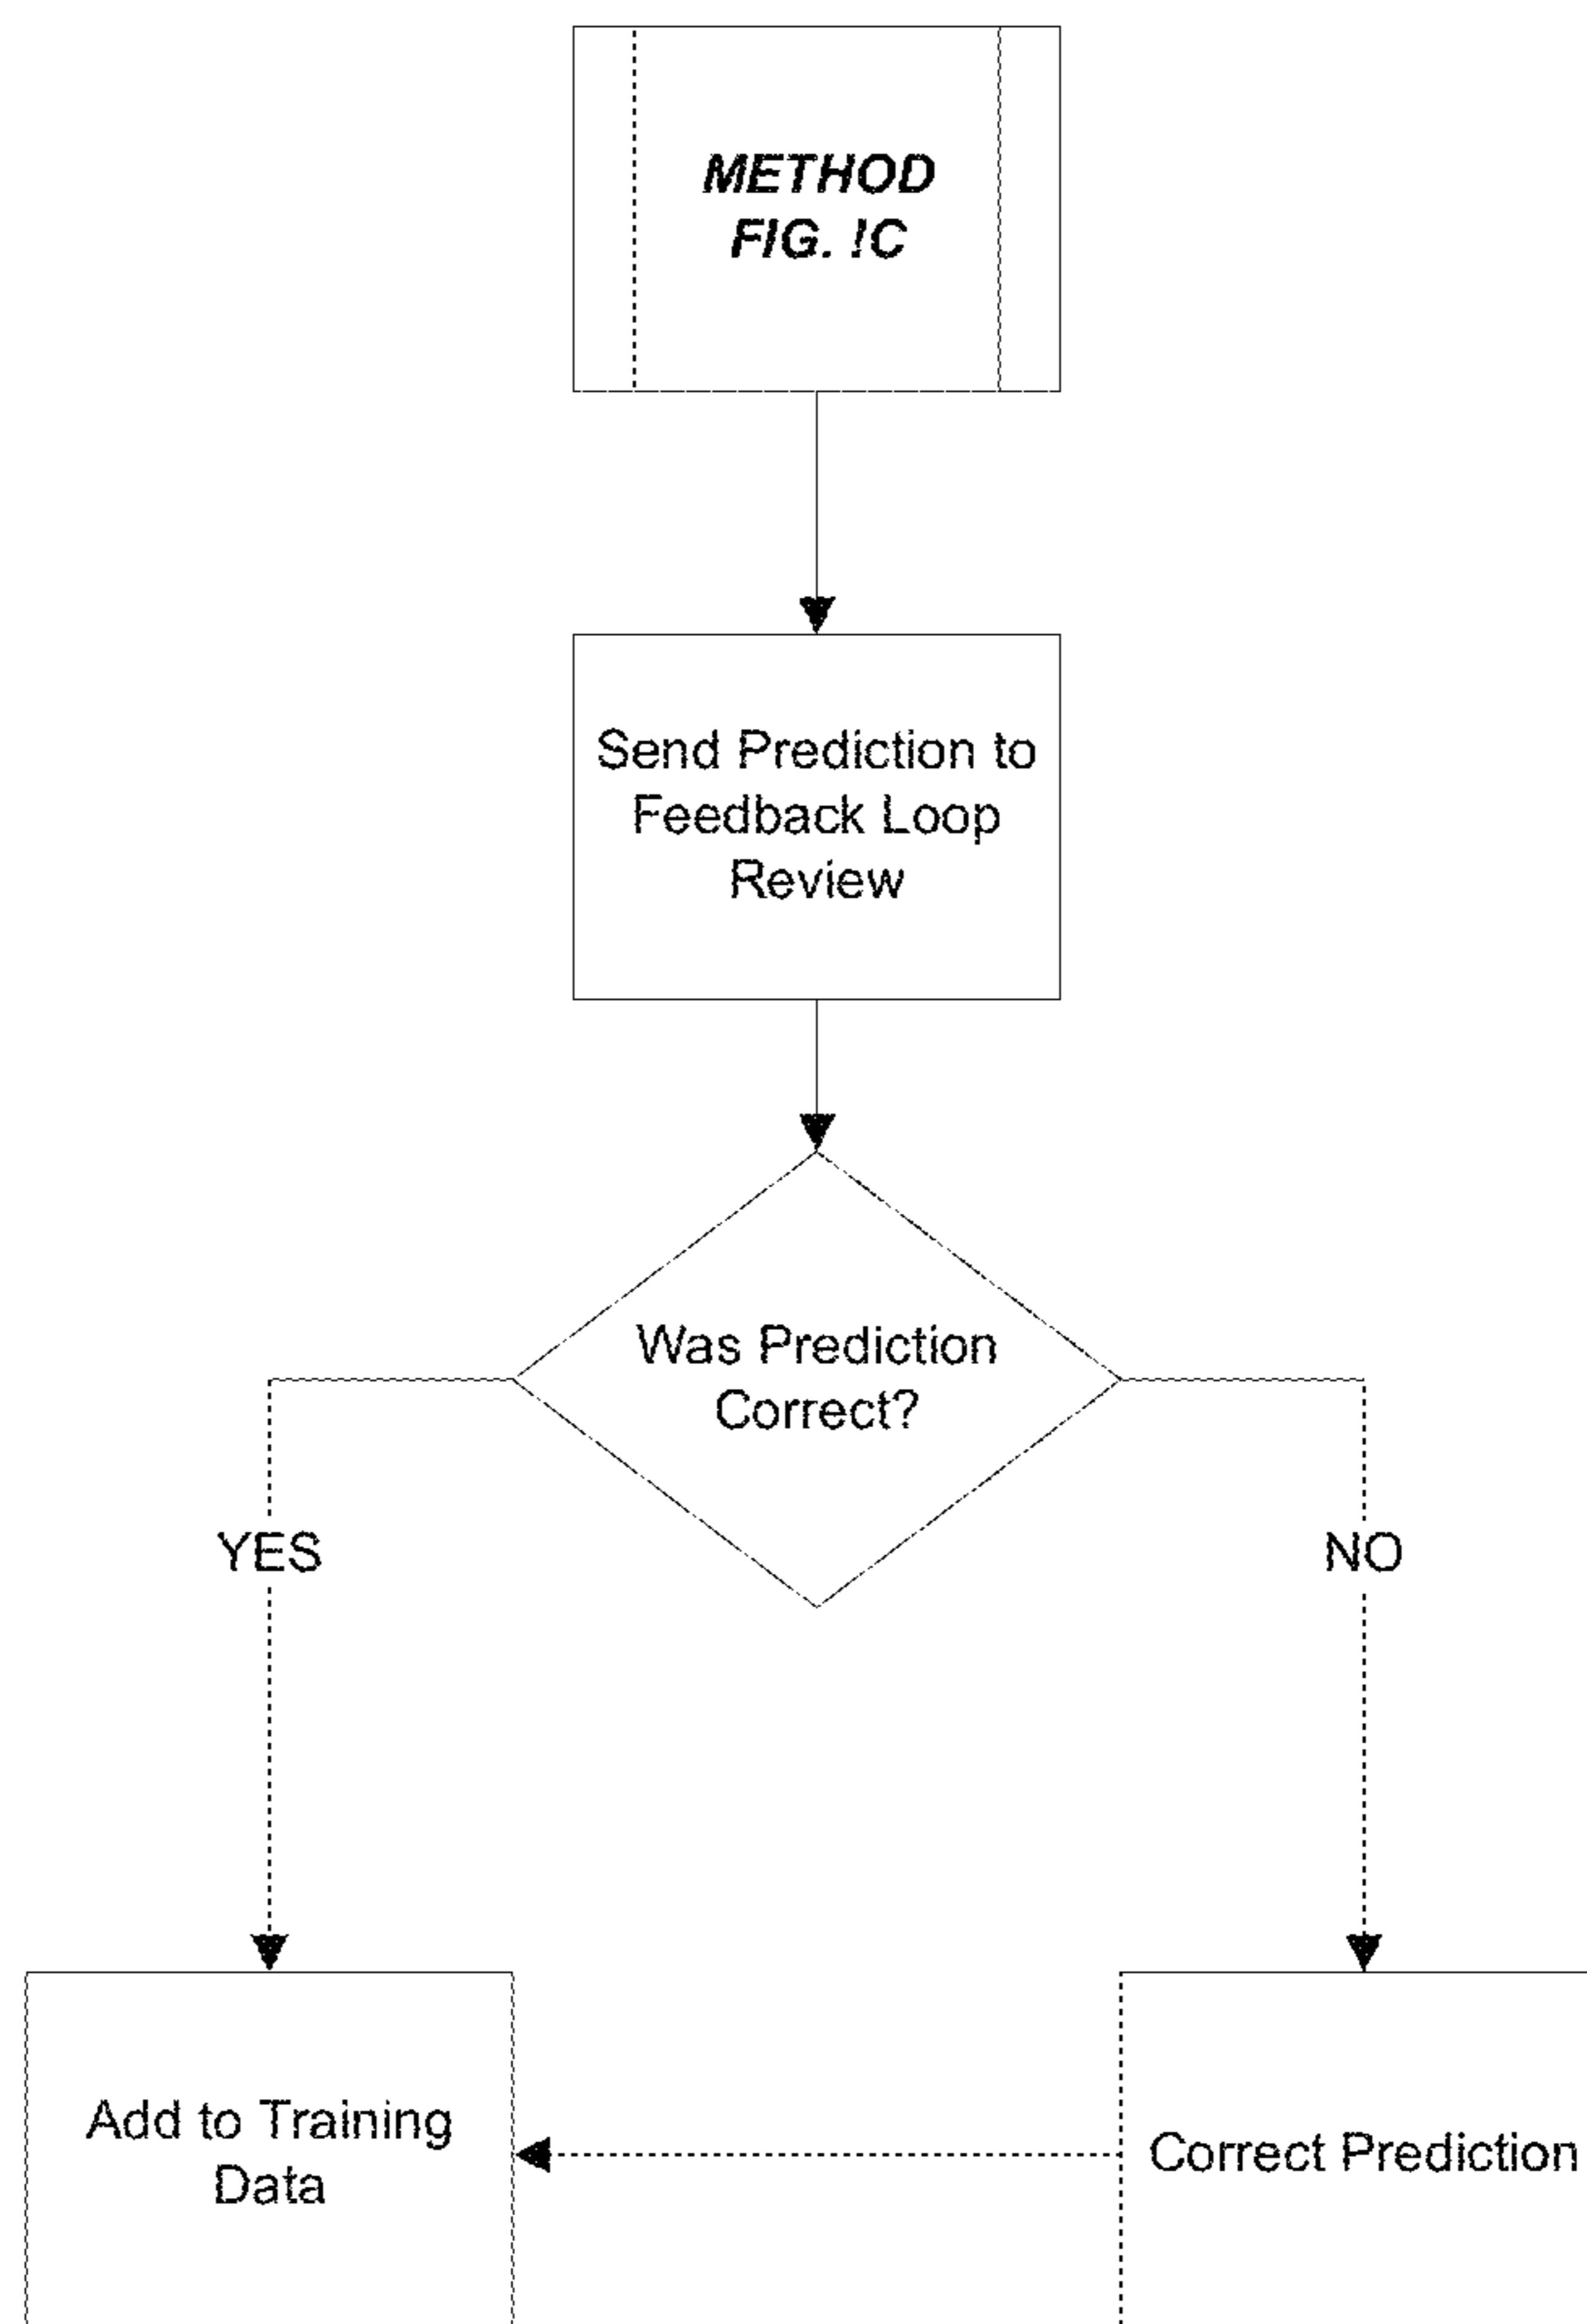 METHOD
FIG. !C
Send Prediction to
Feedback Loop
Review
Was Prediction
Correct?
YES
NO
Add to Training
Data
Correct Prediction